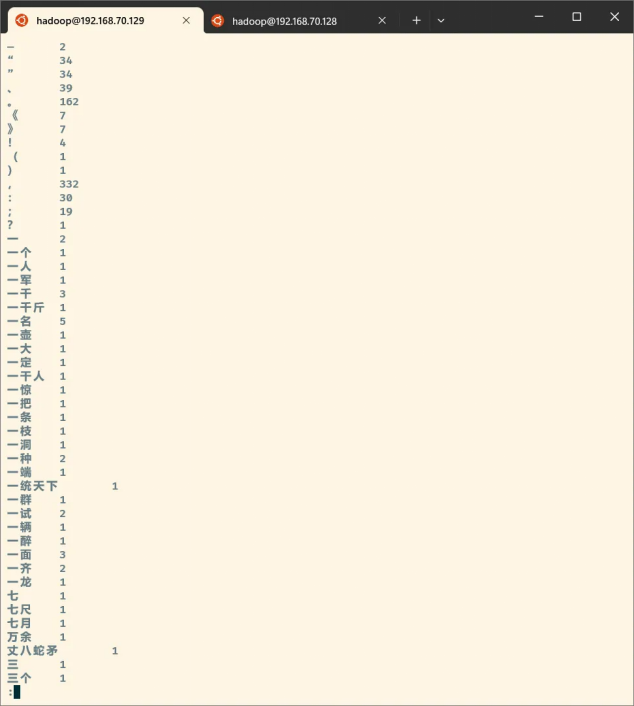 hadoop@192.168.70.129
hadoop@192.168.70.128
— 2
“ 34
” 34
、 39
。 162
《 7
》 7
！ 4
（ 1
） 1
， 332
： 30
； 19
？ 1
一 2
一个 1
一人 1
一军 1
一千 3
一千斤 1
一名 5
一壶 1
一大 1
一定 1
一干人 1
一惊 1
一把 1
一条 1
一枝 1
一洞 1
一种 2
一端 1
一统天下 1
一群 1
一试 2
一辆 1
一醉 1
一面 3
一齐 2
一龙 1
七 1
七尺 1
七月 1
万余 1
丈八蛇矛 1
三 1
三个 1
: